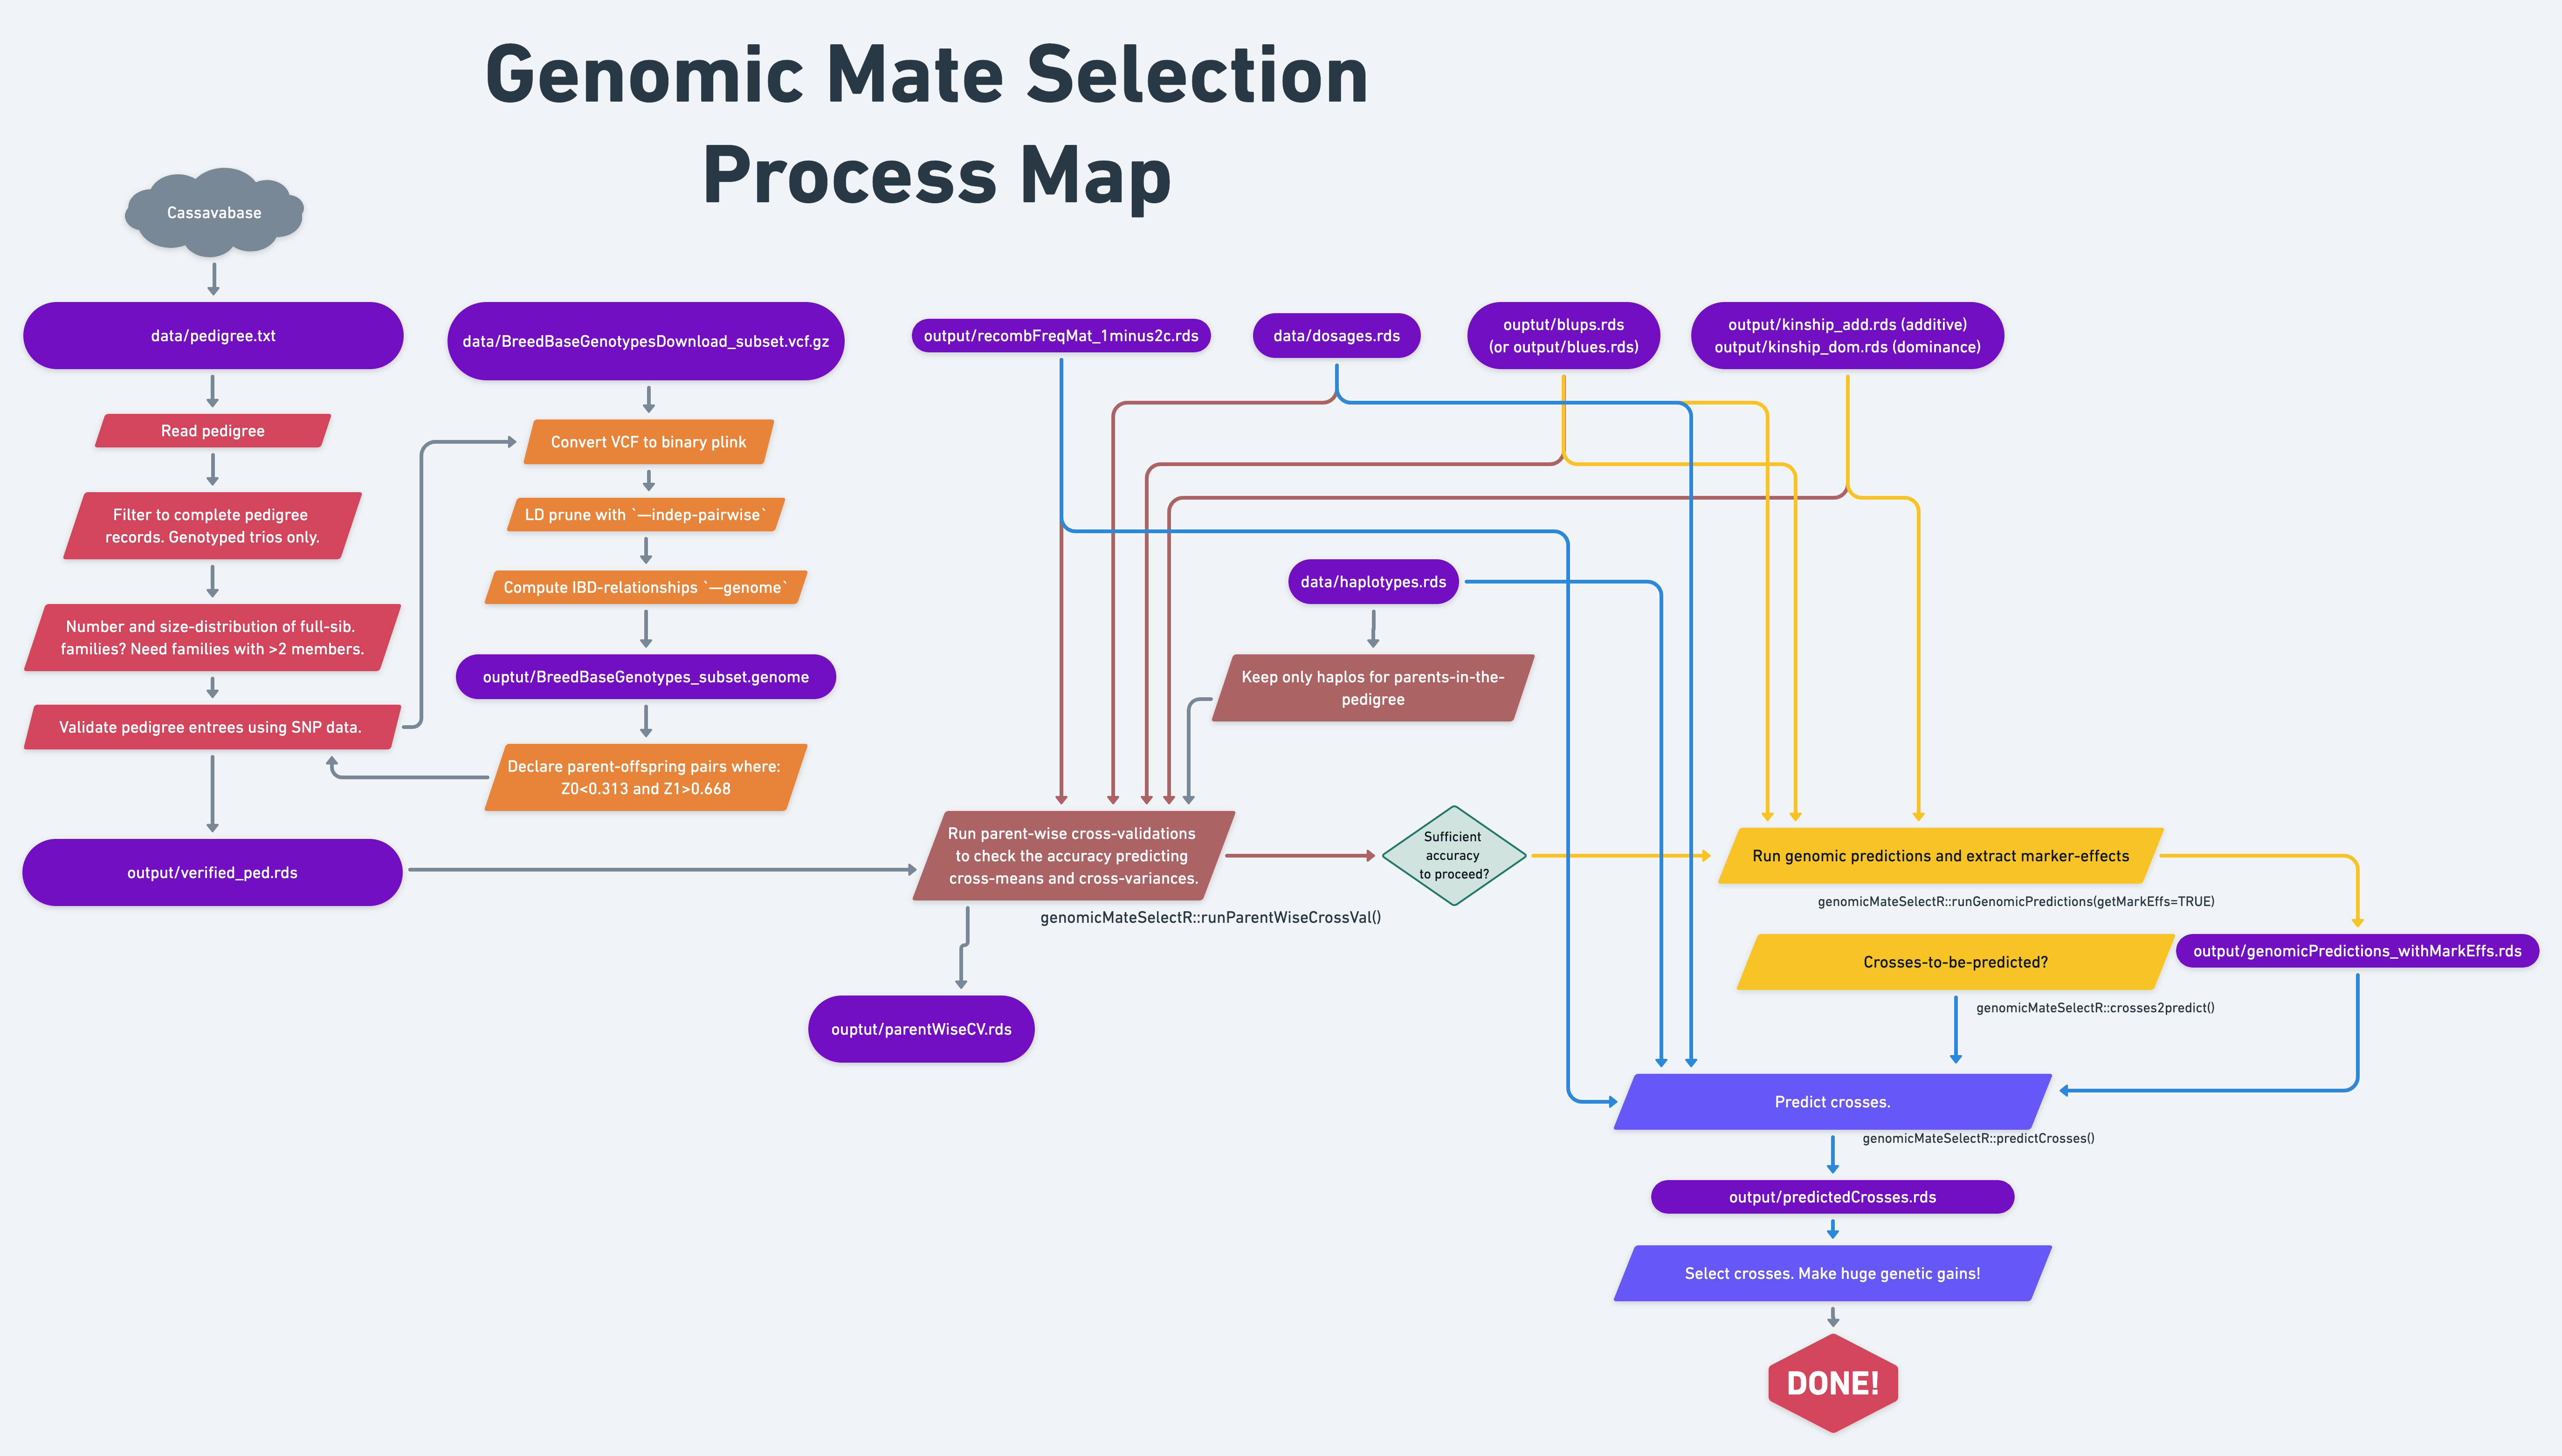 Genomic Mate Selection
Process Map
Cassavabase
data/pedigree.txt
Read pedigree
Filter to complete pedigree
records. Genotyped trios only.
Number and size-distribution of full-sib.
families? Need families with >2 members.
Validate pedigree entrees using SNP data.
output/verified_ped.rds
data/BreedBaseGenotypesDownload_subset.vcf.gz
Convert VCF to binary plink
LD prune with `—indep-pairwise`
Compute IBD-relationships `—genome`
ouptut/BreedBaseGenotypes_subset.genome
Declare parent-offspring pairs where:
Z0<0.313 and Z1>0.668
output/recombFreqMat_1minus2c.rds
data/dosages.rds
ouptut/blups.rds
(or output/blues.rds)
output/kinship_add.rds (additive)
output/kinship_dom.rds (dominance)
data/haplotypes.rds
Keep only haplos for parents-in-the-
pedigree
Run parent-wise cross-validations
to check the accuracy predicting
cross-means and cross-variances.
genomicMateSelectR::runParentWiseCrossVal()
ouptut/parentWiseCV.rds
Sufficient
accuracy
to proceed?
Run genomic predictions and extract marker-effects
genomicMateSelectR::runGenomicPredictions(getMarkEffs=TRUE)
output/genomicPredictions_withMarkEffs.rds
Crosses-to-be-predicted?
genomicMateSelectR::crosses2predict()
Predict crosses.
genomicMateSelectR::predictCrosses()
output/predictedCrosses.rds
Select crosses. Make huge genetic gains!
DONE!